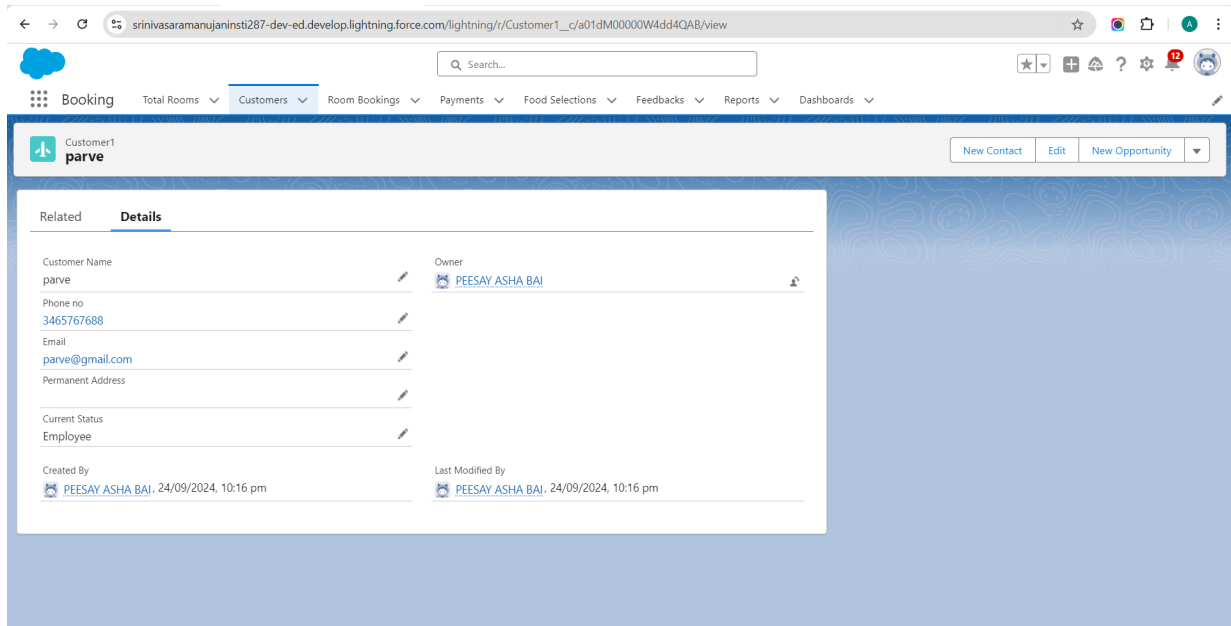 srinivasaramanujaninsti287-dev-ed.develop.lightning.force.com/lightning/r/Customer1__c/a01dM00000W4dd4QAB/view
A
Search...
12
Booking Total Rooms Customers Room Bookings Payments Food Selections Feedbacks Reports Dashboards
Customer1
parve
New Contact Edit New Opportunity
Related Details
Customer Name
parve
Owner
PEESAY ASHA BAI
Phone no
3465767688
Email
parve@gmail.com
Permanent Address
Current Status
Employee
Created By
PEESAY ASHA BAI, 24/09/2024, 10:16 pm
Last Modified By
PEESAY ASHA BAI, 24/09/2024, 10:16 pm